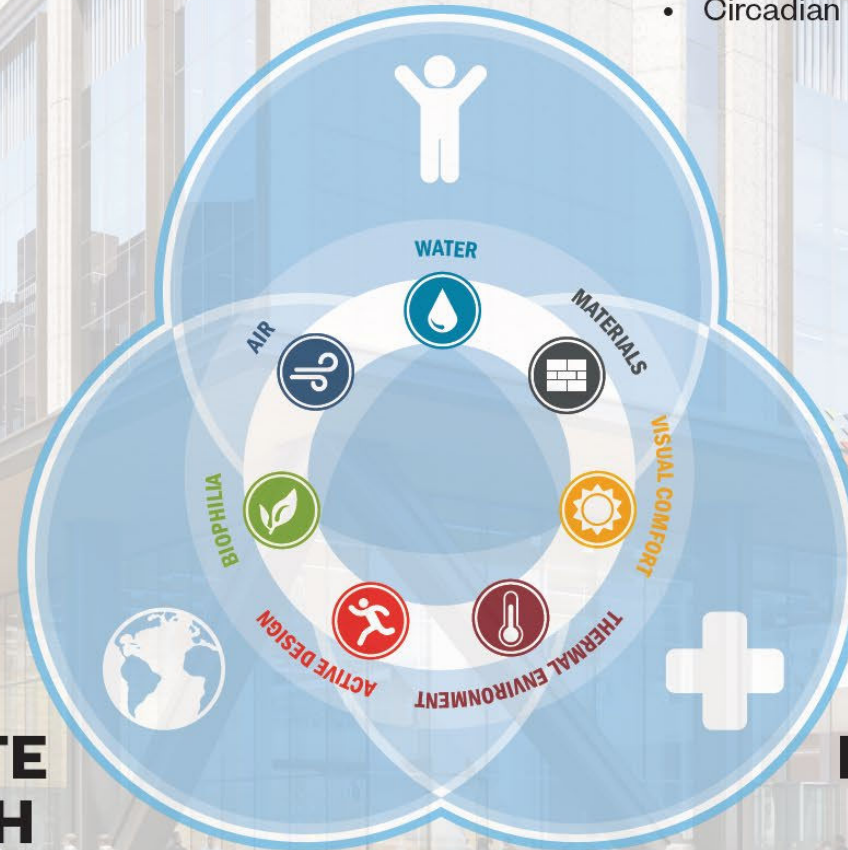 • Circadian
WATER
AIR
MATERIALS
VISUAL COMFORT
BIOPHILIA
ACTIVE DESIGN
THERMAL ENVIRONMENT
TE
H